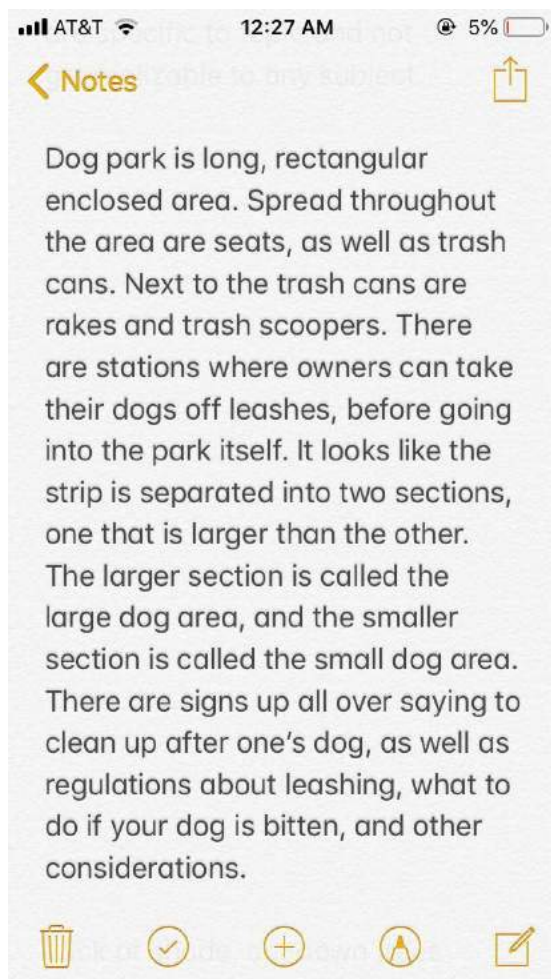 AT&T 12:27 AM 5%
Notes
Dog park is long, rectangular
enclosed area. Spread throughout
the area are seats, as well as trash
cans. Next to the trash cans are
rakes and trash scoopers. There
are stations where owners can take
their dogs off leashes, before going
into the park itself. It looks like the
strip is separated into two sections,
one that is larger than the other.
The larger section is called the
large dog area, and the smaller
section is called the small dog area.
There are signs up all over saying to
clean up after one's dog, as well as
regulations about leashing, what to
do if your dog is bitten, and other
considerations.